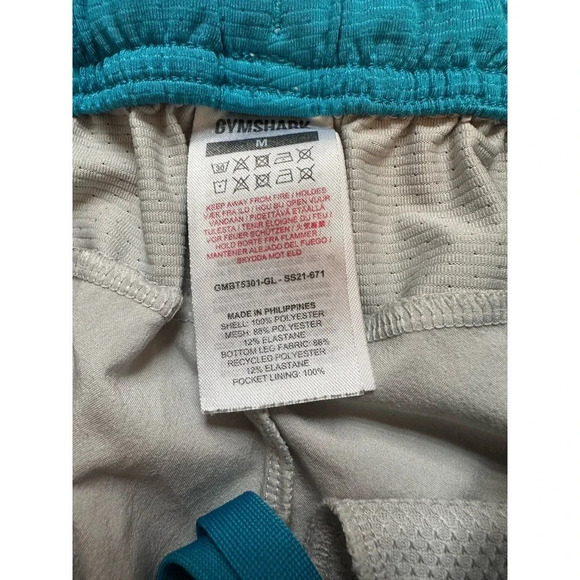 GYMSHARK
M
30
KEEP AWAY FROM FIRE / HOLDES
VÆK FRA ILD / HOU BIJ OPEN VUUR
VANDAAN / PIDETTÄVÄ ETÄÄLLÄ
TULESTA / TENIR ÉLOIGNÉ DU FEU /
VOR FEUER SCHÜTZEN / 火気厳禁
HOLD BORTE FRA FLAMMER /
MANTENER ALEJADO DEL FUEGO /
SKYDDA MOT ELD
GMBT5301-GL - SS21-671
MADE IN PHILIPPINES
SHELL: 100% POLYESTER
MESH: 88% POLYESTER
12% ELASTANE
BOTTOM LEG FABRIC: 88%
RECYCLED POLYESTER
12% ELASTANE
POCKET LINING: 100%